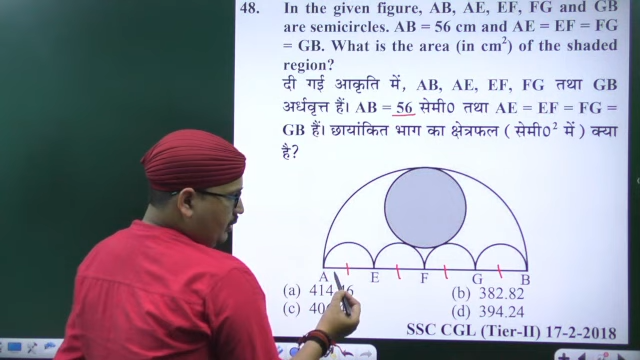 48. In the given figure, AB, AE, EF, FG and GB
are semicircles. AB = 56 cm and AE = EF = FG
= GB. What is the area (in cm²) of the shaded
region?
दी गई आकृति में, AB, AE, EF, FG तथा GB
अर्धवृत्त हैं। AB = 56 सेमी0 तथा AE = EF = FG =
GB हैं। छायांकित भाग का क्षेत्रफल ( सेमी0² में ) क्या
है?
A E F G B
(a) (b) 382.82
(c) (d) 394.24
SSC CGL (Tier-II) 17-2-2018